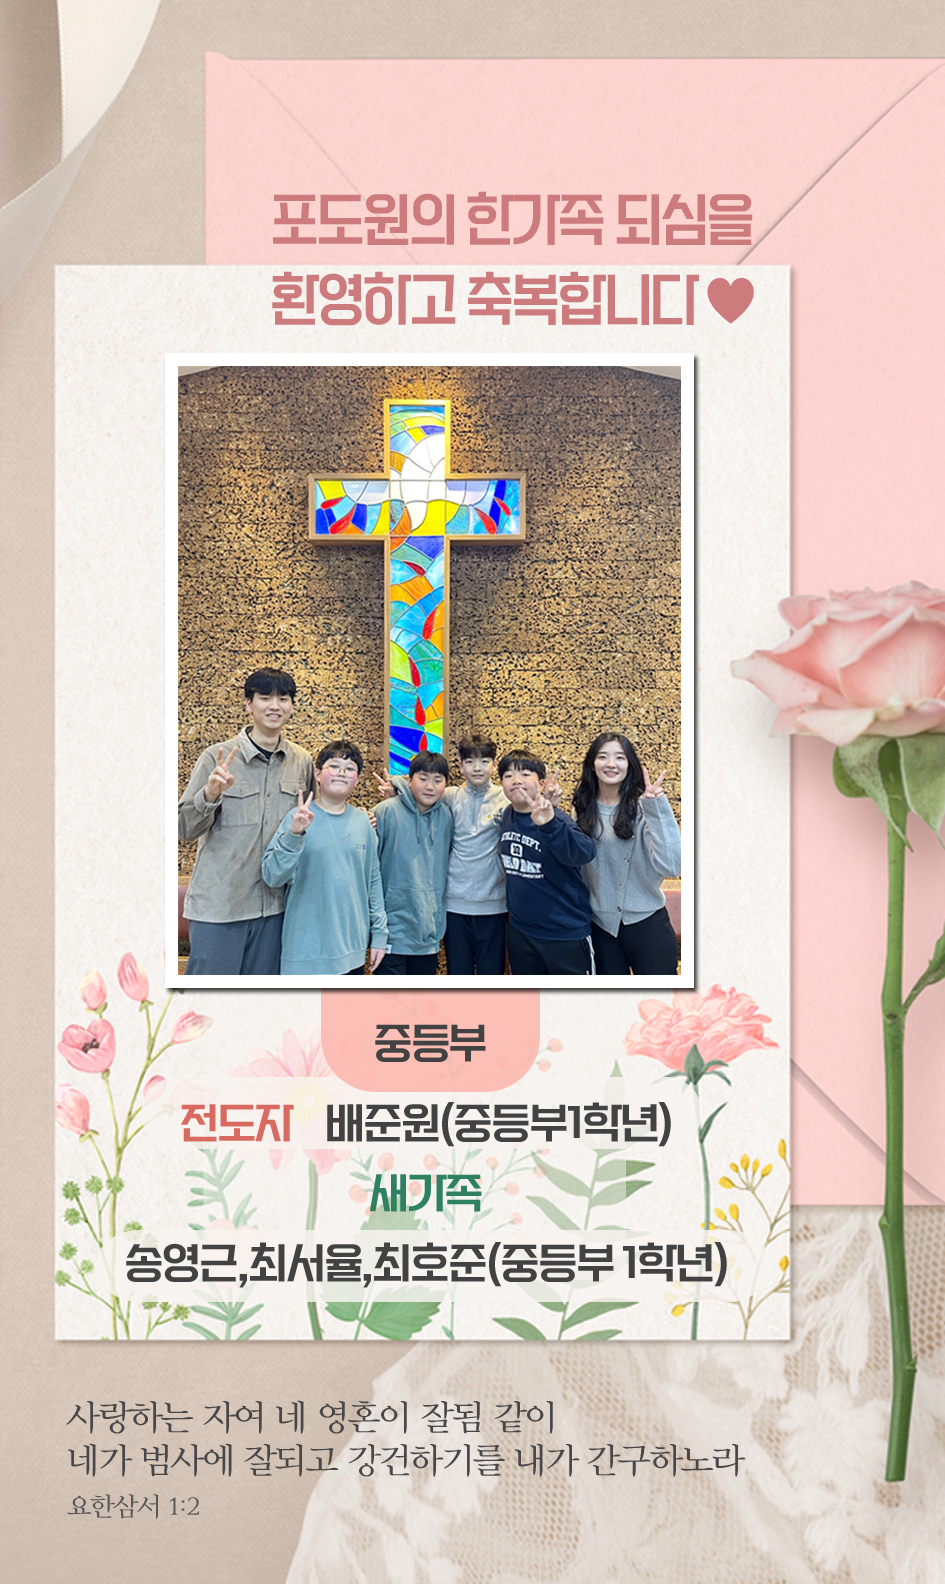 포도원의 한가족 되심을
환영하고 축복합니다♥
중등부
전도자 배준원(중등부1학년)
새가족
송영근,최서율,최호준(중등부 1학년)
사랑하는 자여 네 영혼이 잘됨 같이
네가 범사에 잘되고 강건하기를 내가 간구하노라
요한삼서 1:2